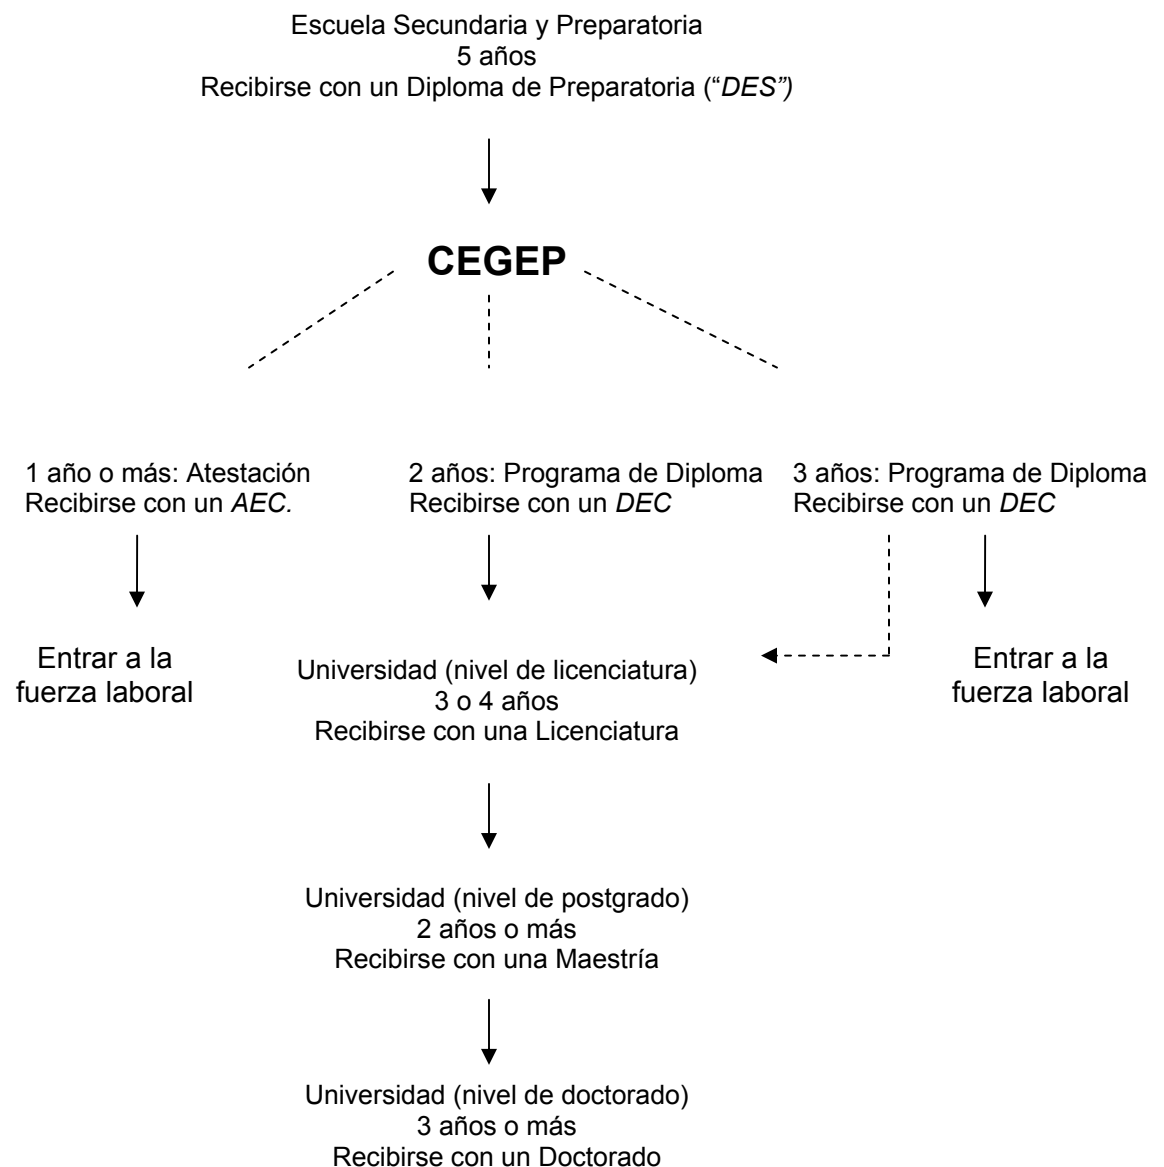 Escuela Secundaria y Preparatoria
5 años
Recibirse con un Diploma de Preparatoria (“DES”)
CEGEP
1 año o más: Atestación
Recibirse con un AEC.
2 años: Programa de Diploma
Recibirse con un DEC
3 años: Programa de Diploma
Recibirse con un DEC
Entrar a la
fuerza laboral
Universidad (nivel de licenciatura)
3 o 4 años
Recibirse con una Licenciatura
Entrar a la
fuerza laboral
Universidad (nivel de postgrado)
2 años o más
Recibirse con una Maestría
Universidad (nivel de doctorado)
3 años o más
Recibirse con un Doctorado